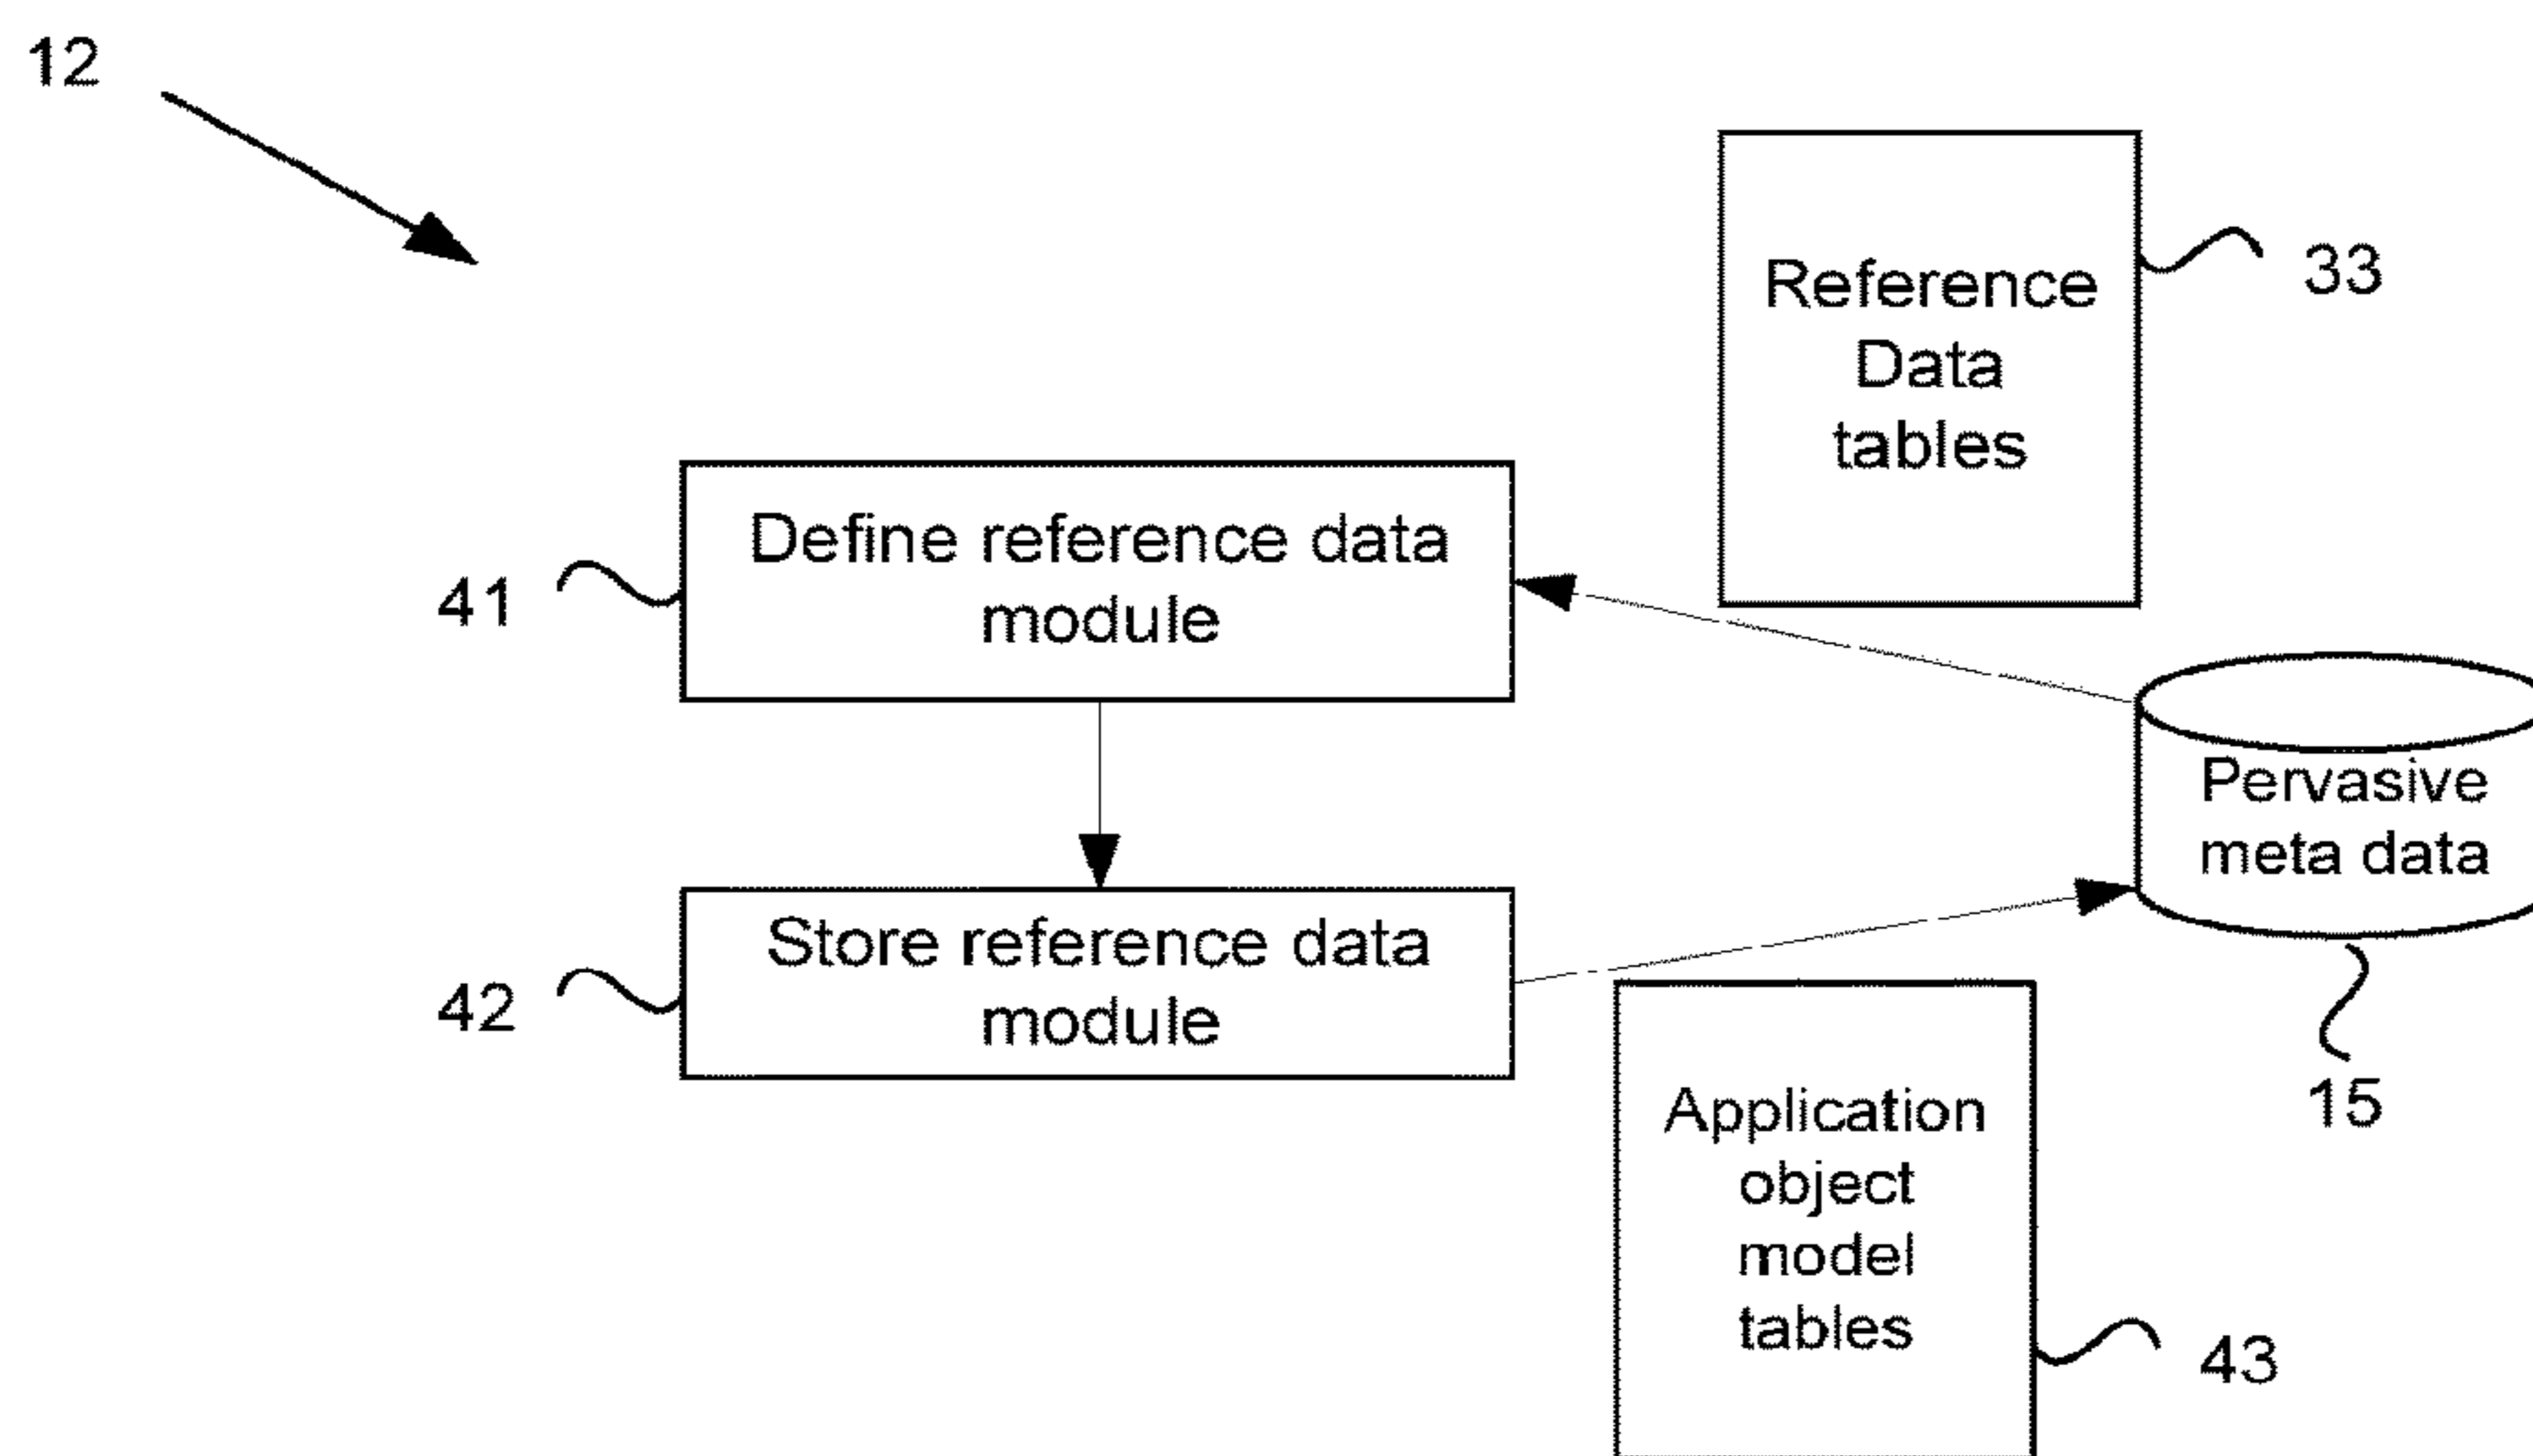 12
Reference
Data
tables
33
Define reference data
module
41
Pervasive
meta data
15
Store reference data
module
42
Application
object
model
tables
43